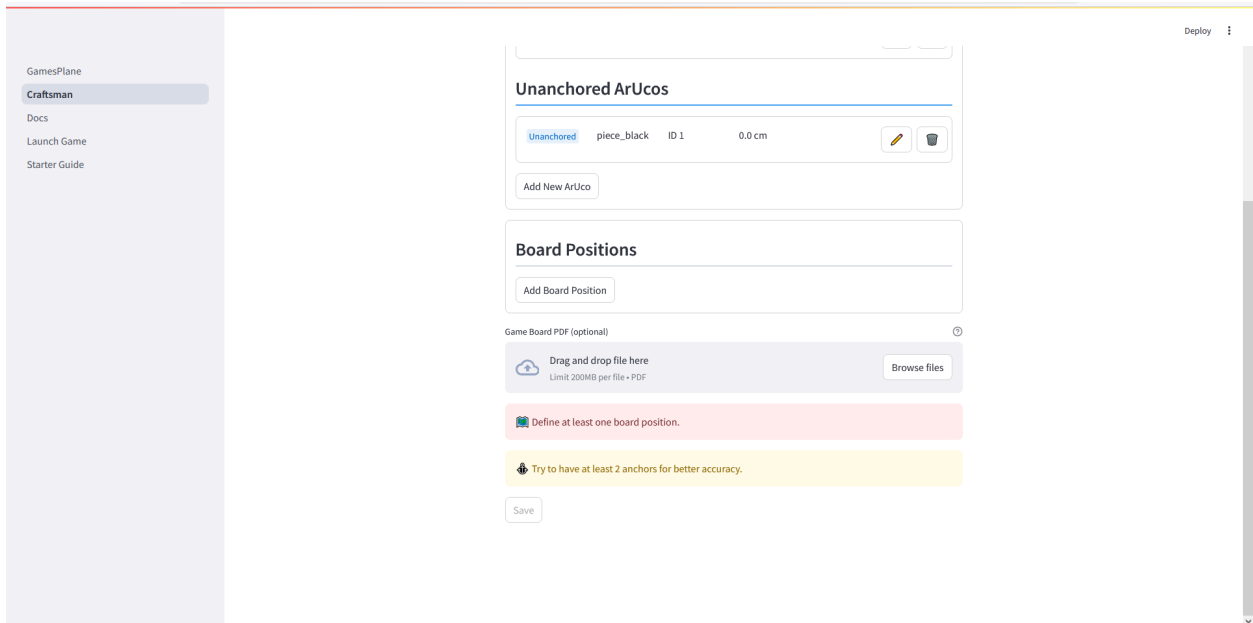 Deploy
GamesPlane
Craftsman
Docs
Launch Game
Starter Guide
Unanchored ArUcos
Unanchored piece_black ID 1 0.0 cm
Add New ArUco
Board Positions
Add Board Position
Game Board PDF (optional)
Drag and drop file here
Limit 200MB per file • PDF
Browse files
Define at least one board position.
Try to have at least 2 anchors for better accuracy.
Save